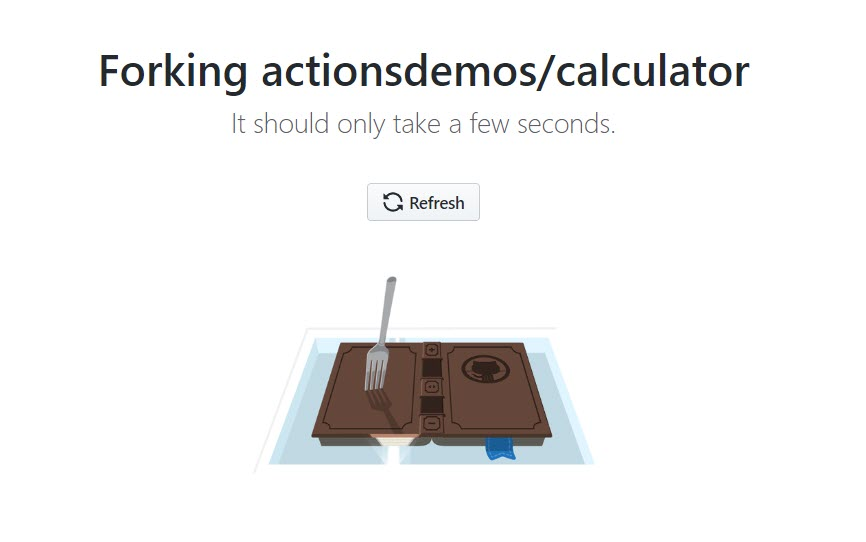 Forking actionsdemos/calculator
It should only take a few seconds.
Refresh